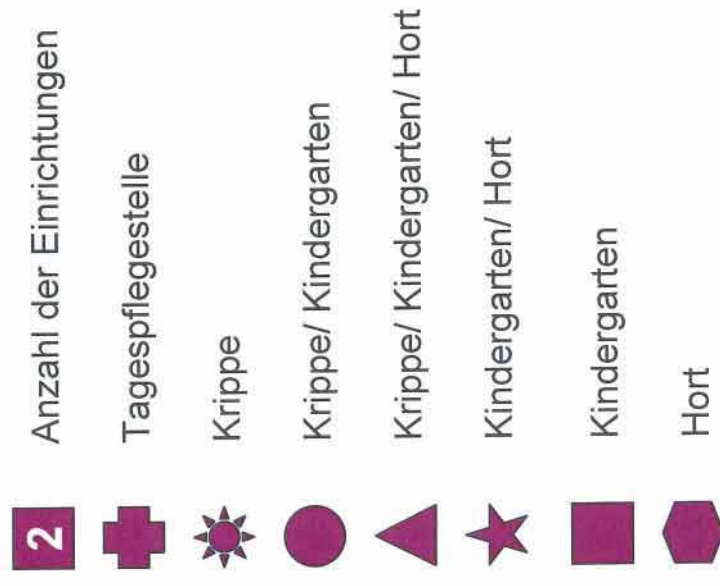 2 Anzahl der Einrichtungen
Tagespflegestelle
Krippe
Krippe/ Kindergarten
Krippe/ Kindergarten/ Hort
Kindergarten/ Hort
Kindergarten
Hort